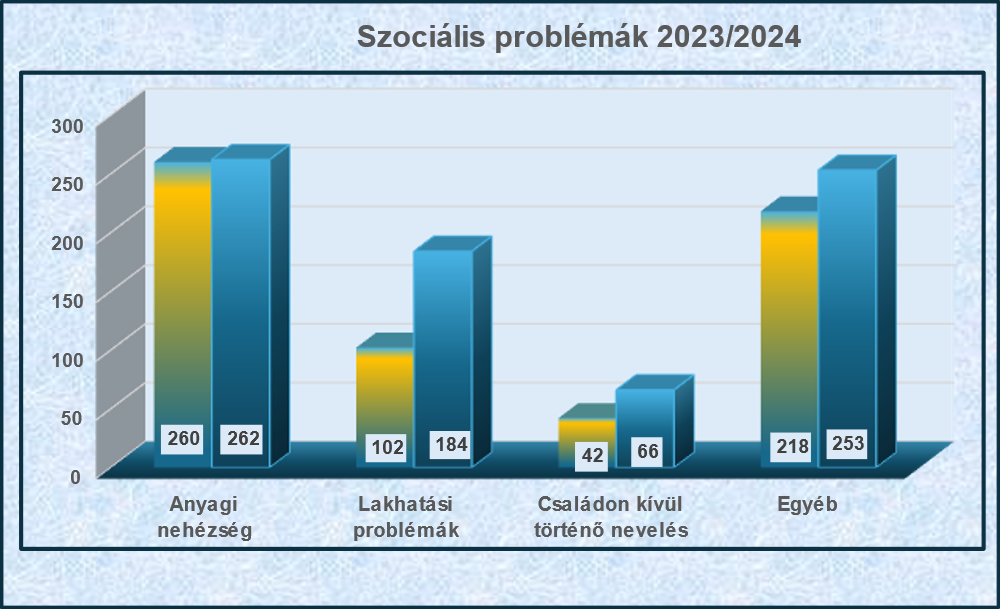 Szociális problémák 2023/2024
300
250
200
150
100
50
0
260 262
102 184
42 66
218 253
Anyagi
nehézség
Lakhatási
problémák
Családon kívül
történő nevelés
Egyéb